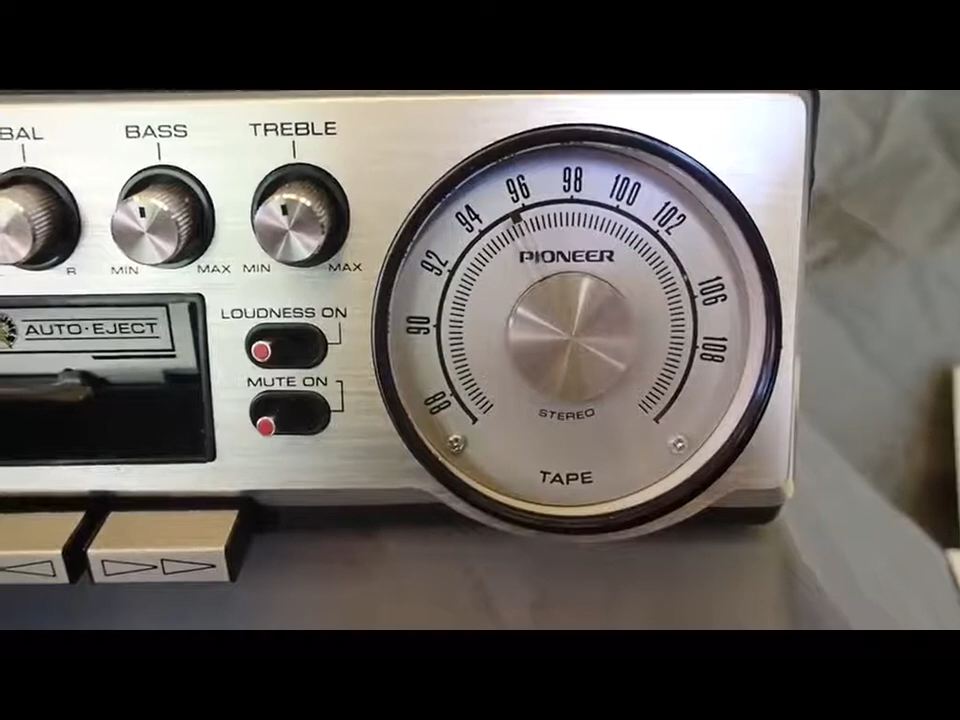 BAL
BASS
TREBLE
R
MIN
MAX
MIN
MAX
AUTO·EJECT
LOUDNESS ON
MUTE ON
88 90 92 94 96 98 100 102 106 108
PIONEER
STEREO
TAPE